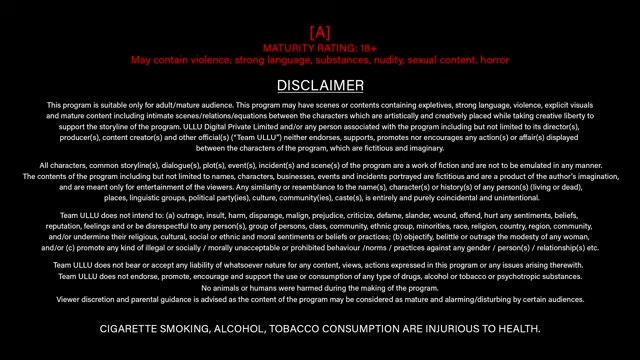 [A]
MATURITY RATING: 18+
May contain violence, strong language, substances, nudity, sexual content, horror
DISCLAIMER
This program is suitable only for adult/mature audience. This program may have scenes or contents containing expletives, strong language, violence, explicit visuals
and mature content including intimate scenes/relations/equations between the characters which are artistically and creatively placed while taking creative liberty to
support the storyline of the program. ULLU Digital Private Limited and/or any person associated with the program including but not limited to its director(s),
producer(s), content creator(s) and other official(s) ("Team ULLU") neither endorses, supports, promotes nor encourages any action(s) or affair(s) displayed
between the characters of the program, which are fictitious and imaginary.
All characters, common storyline(s), dialogue(s), plot(s), event(s), incident(s) and scene(s) of the program are a work of fiction and are not to be emulated in any manner.
The contents of the program including but not limited to names, characters, businesses, events and incidents portrayed are fictitious and are a product of the author's imagination,
and are meant only for entertainment of the viewers. Any similarity or resemblance to the name(s), character(s) or history(s) of any person(s) (living or dead),
places, linguistic groups, political party(ies), culture, community(ies), caste(s), is entirely and purely coincidental and unintentional.
Team ULLU does not intend to: (a) outrage, insult, harm, disparage, malign, prejudice, criticize, defame, slander, wound, offend, hurt any sentiments, beliefs,
reputation, feelings and or be disrespectful to any person(s), group of persons, class, community, ethnic group, minorities, race, religion, country, region, community,
and/or undermine their religious, cultural, social or ethnic and moral sentiments or beliefs or practices; (b) objectify, belittle or outrage the modesty of any woman,
and/or (c) promote any kind of illegal or socially / morally unacceptable or prohibited behaviour /norms / practices against any gender / person(s) / relationship(s) etc.
Team ULLU does not bear or accept any liability of whatsoever nature for any content, views, actions expressed in this program or any issues arising therewith.
Team ULLU does not endorse, promote, encourage and support the use or consumption of any type of drugs, alcohol or tobacco or psychotropic substances.
No animals or humans were harmed during the making of the program.
Viewer discretion and parental guidance is advised as the content of the program may be considered as mature and alarming/disturbing by certain audiences.
CIGARETTE SMOKING, ALCOHOL, TOBACCO CONSUMPTION ARE INJURIOUS TO HEALTH.